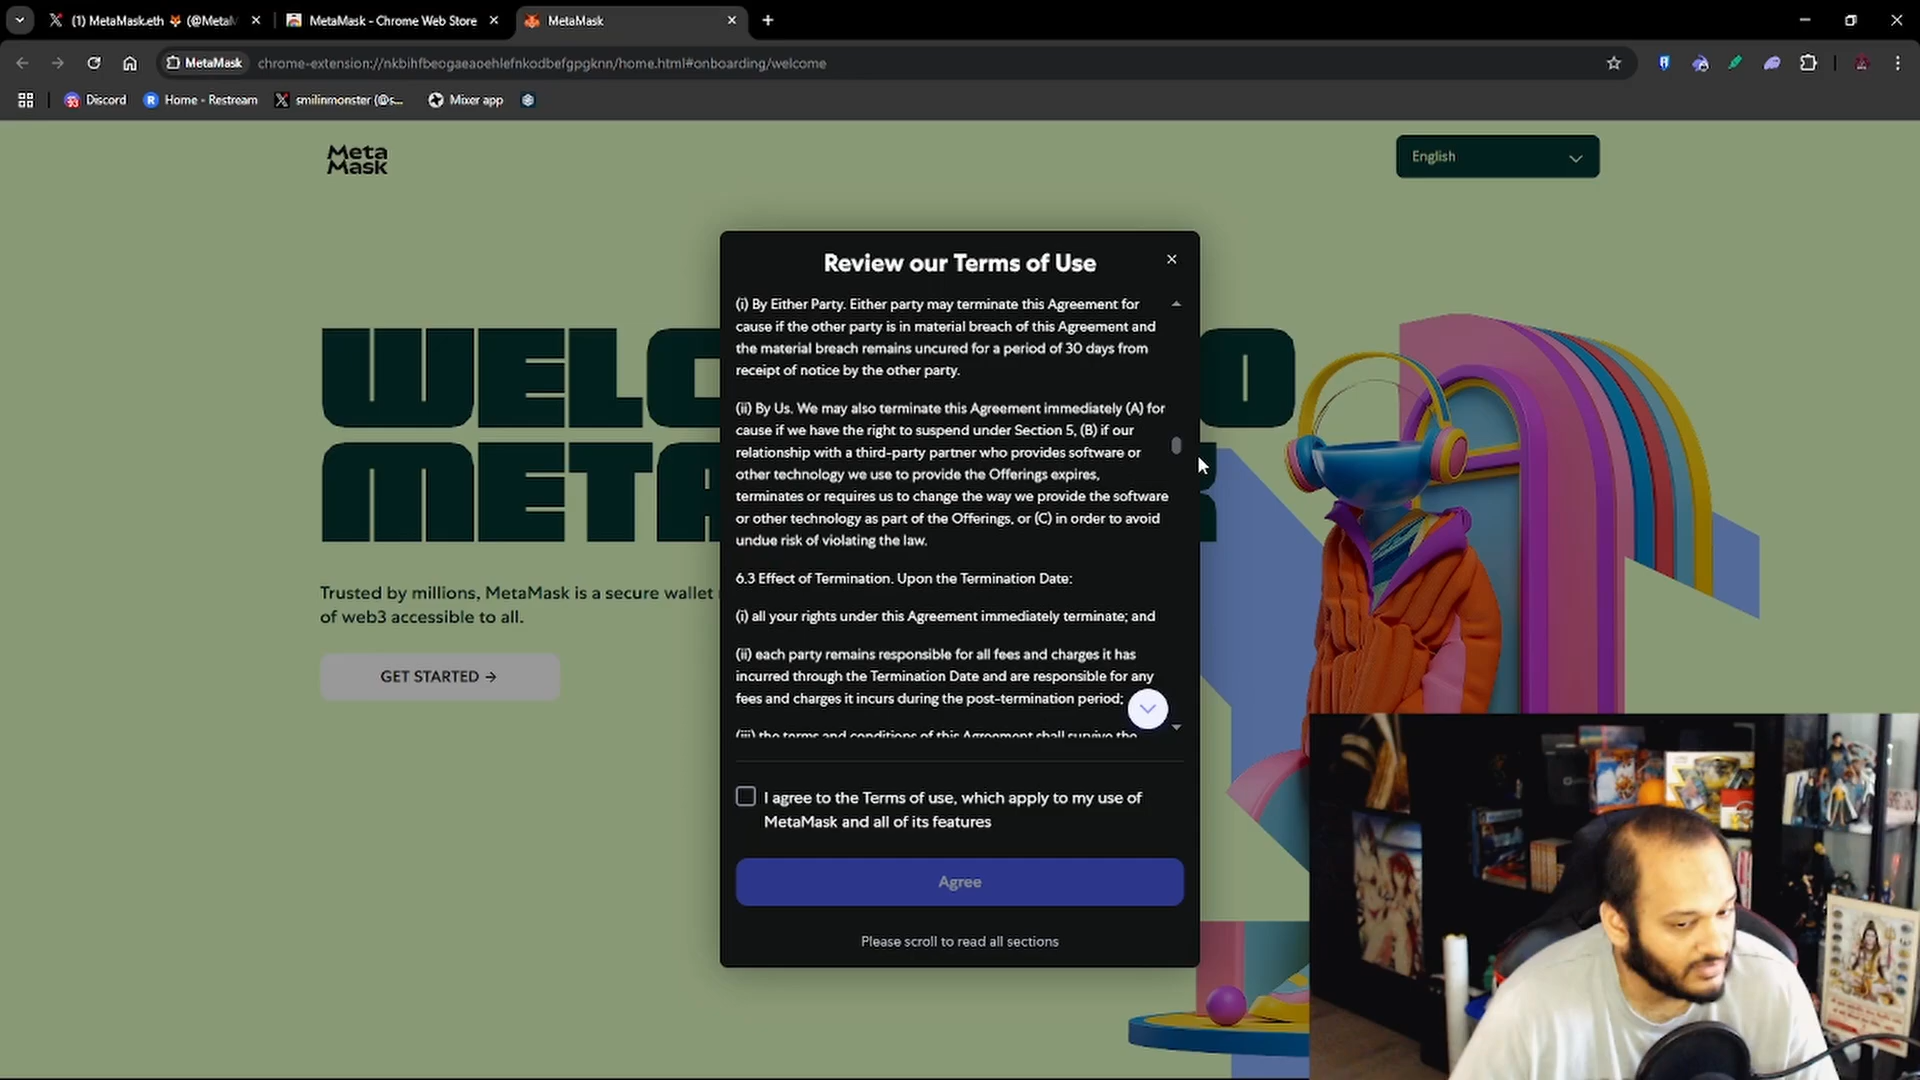 (1) MetaMask.eth 🦊 (@MetaM
MetaMask - Chrome Web Store
MetaMask
MetaMask
chrome-extension://nkbihfbeogaeaoehlefnkodbefgpgknn/home.html#onboarding/welcome
Discord
Home - Restream
smilinmonster (@s...
Mixer app
Meta
Mask
English
Review our Terms of Use
(i) By Either Party. Either party may terminate this Agreement for
cause if the other party is in material breach of this Agreement and
the material breach remains uncured for a period of 30 days from
receipt of notice by the other party.
(ii) By Us. We may also terminate this Agreement immediately (A) for
cause if we have the right to suspend under Section 5, (B) if our
relationship with a third-party partner who provides software or
other technology we use to provide the Offerings expires,
terminates or requires us to change the way we provide the software
or other technology as part of the Offerings, or (C) in order to avoid
undue risk of violating the law.
6.3 Effect of Termination. Upon the Termination Date:
(i) all your rights under this Agreement immediately terminate; and
(ii) each party remains responsible for all fees and charges it has
incurred through the Termination Date and are responsible for any
fees and charges it incurs during the post-termination period;
(iii) the terms and conditions of this Agreement shall survive the
I agree to the Terms of use, which apply to my use of
MetaMask and all of its features
Agree
Please scroll to read all sections
WELC O
META
Trusted by millions, MetaMask is a secure wallet
of web3 accessible to all.
GET STARTED →